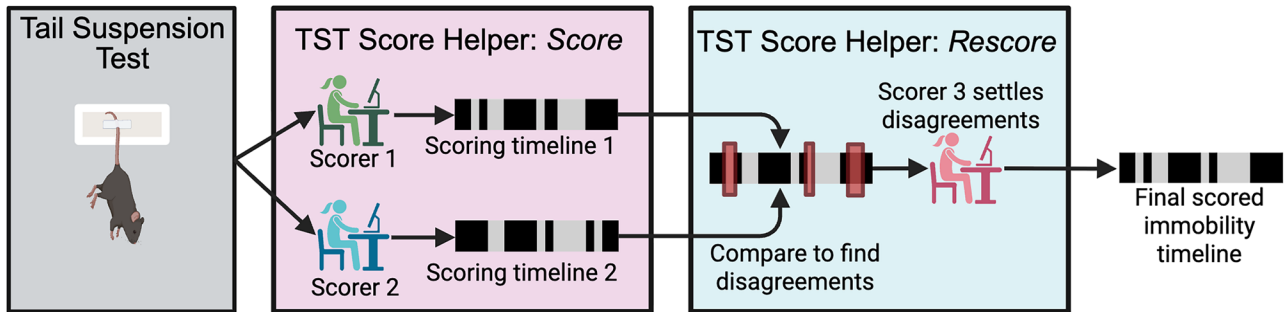 Tail Suspension
Test
TST Score Helper: Score
Scorer 1
Scoring timeline 1
Scorer 2
Scoring timeline 2
TST Score Helper: Rescore
Scorer 3 settles
disagreements
Compare to find
disagreements
Final scored
immobility
timeline